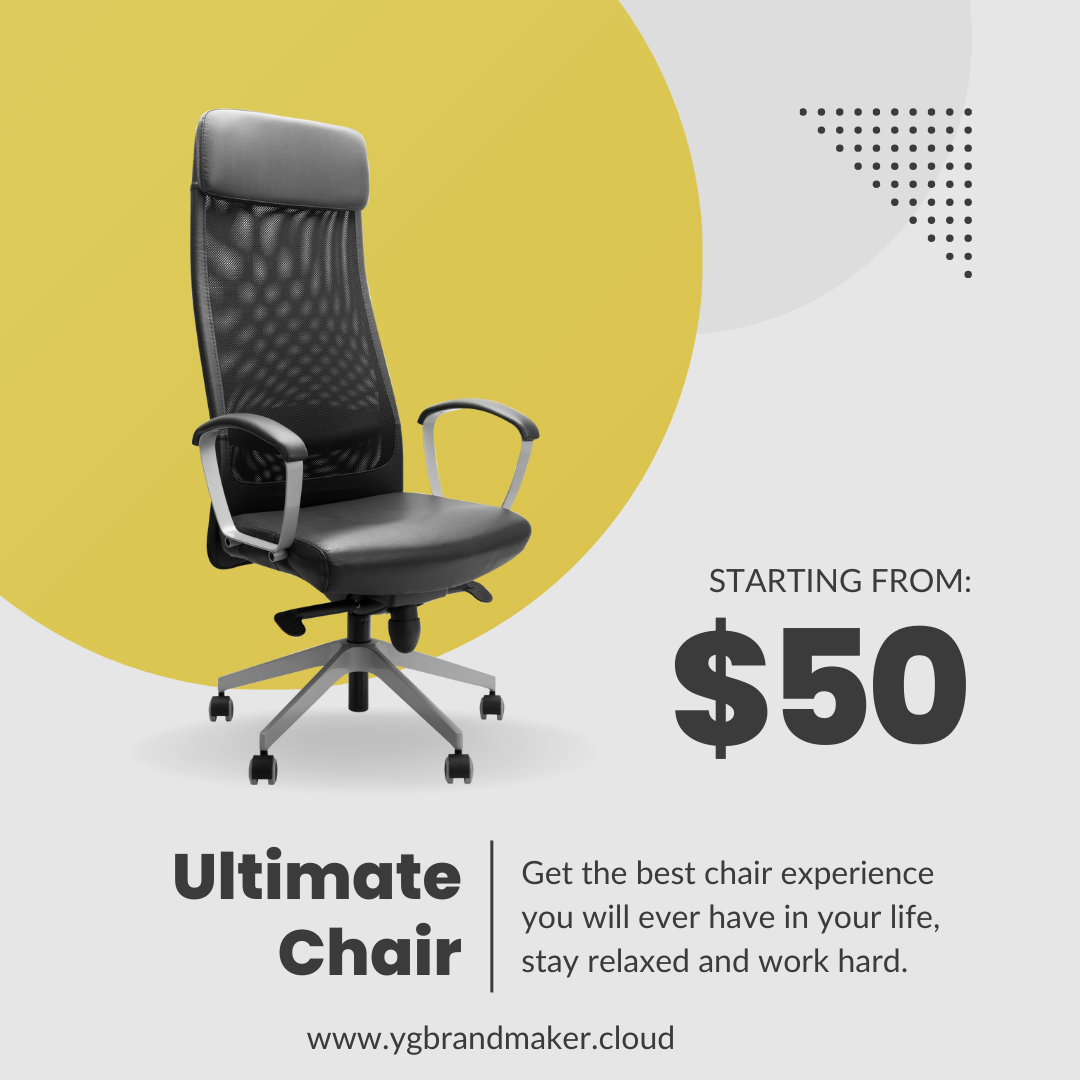 STARTING FROM:
$50
Ultimate
Chair
Get the best chair experience
you will ever have in your life,
stay relaxed and work hard.
www.ygbrandmaker.cloud